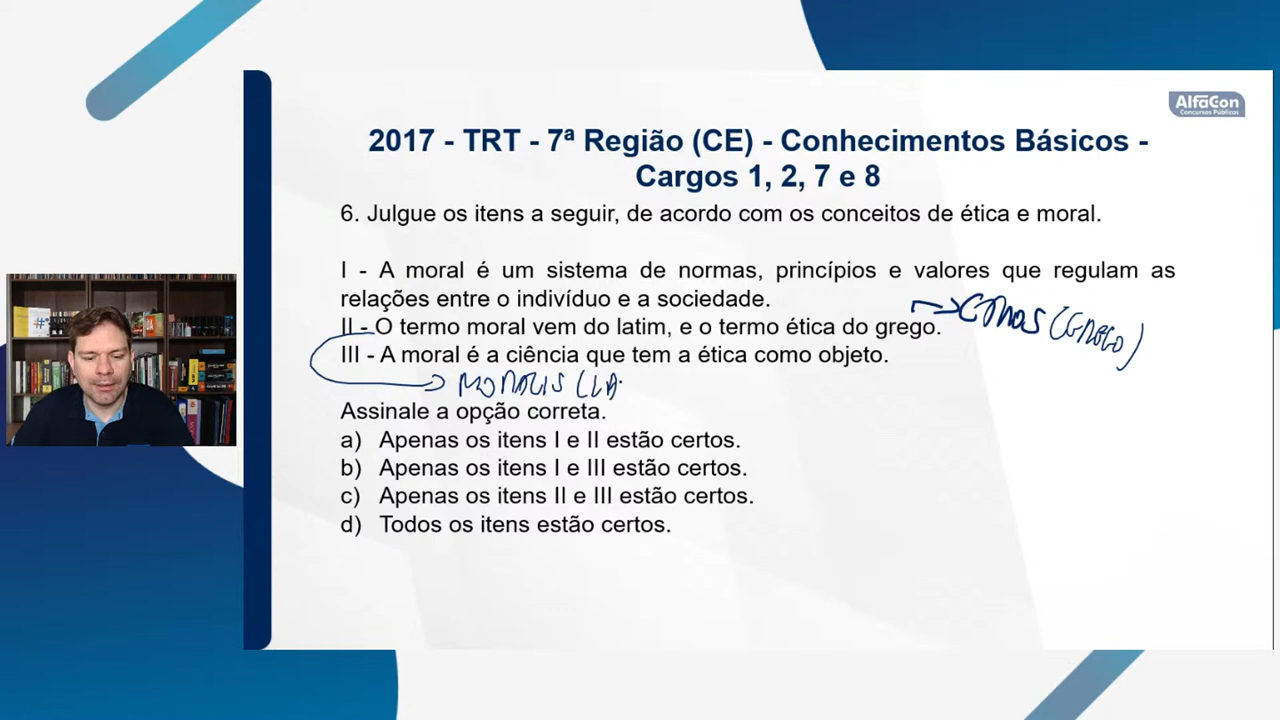 AlfaCon
Concursos Públicos
2017 - TRT - 7ª Região (CE) - Conhecimentos Básicos -
Cargos 1, 2, 7 e 8
6. Julgue os itens a seguir, de acordo com os conceitos de ética e moral.
I - A moral é um sistema de normas, princípios e valores que regulam as
relações entre o indivíduo e a sociedade.
II - O termo moral vem do latim, e o termo ética do grego.
ETHOS (GREGO)
III - A moral é a ciência que tem a ética como objeto.
MORALIS (LA
Assinale a opção correta.
a) Apenas os itens I e II estão certos.
b) Apenas os itens I e III estão certos.
c) Apenas os itens II e III estão certos.
d) Todos os itens estão certos.